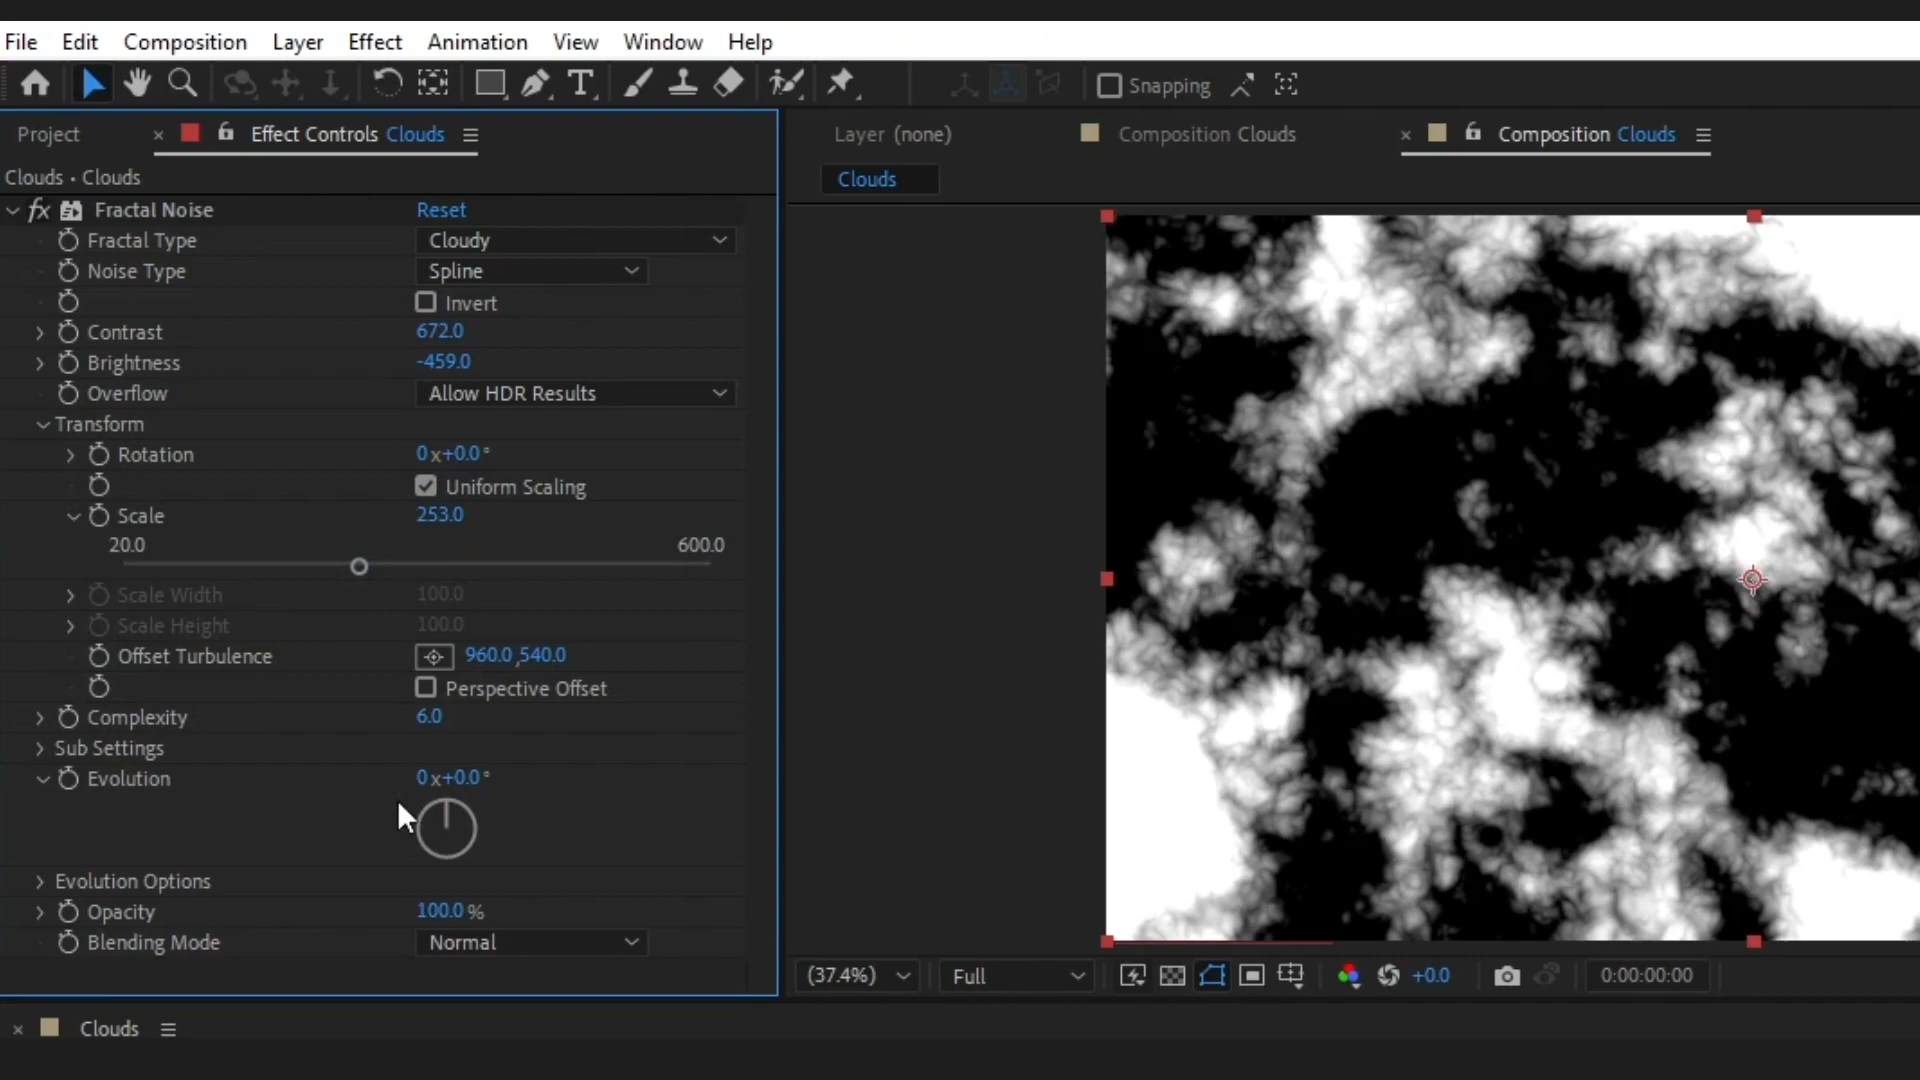 File Edit Composition Layer Effect Animation View Window Help
Snapping
Project × Effect Controls Clouds
Layer (none) Composition Clouds × Composition Clouds
Clouds • Clouds
Clouds
fx Fractal Noise Reset
Fractal Type Cloudy
Noise Type Spline
Invert
Contrast 672.0
Brightness -459.0
Overflow Allow HDR Results
Transform
Rotation 0x+0.0°
Uniform Scaling
Scale 253.0
20.0 600.0
Scale Width 100.0
Scale Height 100.0
Offset Turbulence 960.0,540.0
Perspective Offset
Complexity 6.0
Sub Settings
Evolution 0x+0.0°
Evolution Options
Opacity 100.0%
Blending Mode Normal
(37.4%) Full +0.0 0:00:00:00
× Clouds